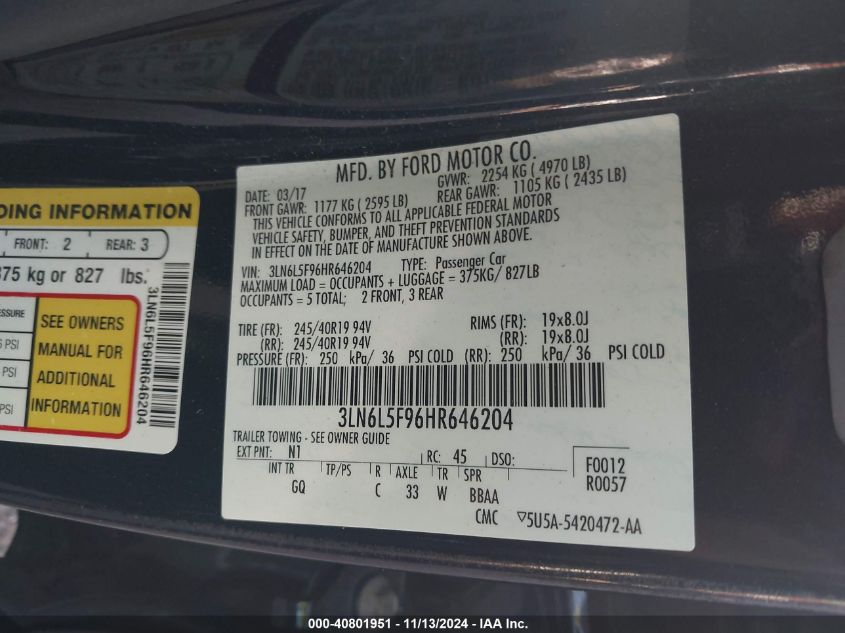 DING INFORMATION
FRONT: 2 REAR: 3
375 kg or 827 lbs.
ESSURE
PSI
PSI
PSI
SEE OWNERS
MANUAL FOR
ADDITIONAL
INFORMATION
3LN6L5F96HR646204
MFD. BY FORD MOTOR CO.
DATE: 03/17 GVWR: 2254 KG ( 4970 LB)
FRONT GAWR: 1177 KG ( 2595 LB) REAR GAWR: 1105 KG ( 2435 LB)
THIS VEHICLE CONFORMS TO ALL APPLICABLE FEDERAL MOTOR
VEHICLE SAFETY, BUMPER, AND THEFT PREVENTION STANDARDS
IN EFFECT ON THE DATE OF MANUFACTURE SHOWN ABOVE.
VIN: 3LN6L5F96HR646204 TYPE: Passenger Car
MAXIMUM LOAD = OCCUPANTS + LUGGAGE = 375KG/ 827LB
OCCUPANTS = 5 TOTAL; 2 FRONT, 3 REAR
TIRE (FR): 245/40R19 94V RIMS (FR): 19x8.0J
(RR): 245/40R19 94V (RR): 19x8.0J
PRESSURE (FR): 250 kPa/ 36 PSI COLD (RR): 250 kPa/ 36 PSI COLD
3LN6L5F96HR646204
TRAILER TOWING - SEE OWNER GUIDE
EXT PNT: N1 RC: 45 DSO:
INT TR TP/PS R AXLE TR SPR
GQ C 33 W BBAA
F0012
R0057
CMC ▽5U5A-5420472-AA
000-40801951 - 11/13/2024 - IAA Inc.